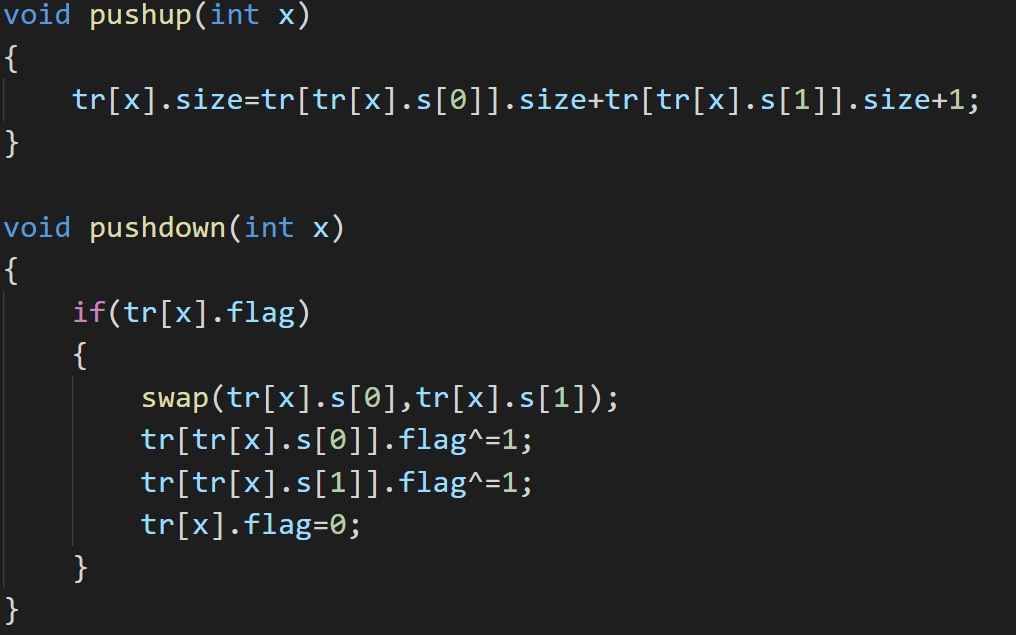 void pushup(int x)
{
    tr[x].size=tr[tr[x].s[0]].size+tr[tr[x].s[1]].size+1;
}

void pushdown(int x)
{
    if(tr[x].flag)
    {
        swap(tr[x].s[0],tr[x].s[1]);
        tr[tr[x].s[0]].flag^=1;
        tr[tr[x].s[1]].flag^=1;
        tr[x].flag=0;
    }
}